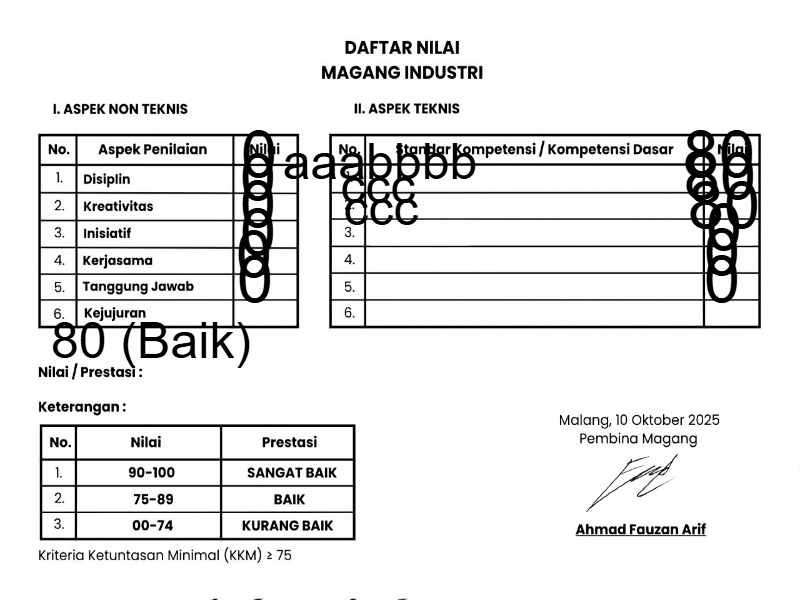 DAFTAR NILAI
MAGANG INDUSTRI
I. ASPEK NON TEKNIS
II. ASPEK TEKNIS
No. Aspek Penilaian Nilai
1. Disiplin 0
2. Kreativitas 0
3. Inisiatif 0
4. Kerjasama 0
5. Tanggung Jawab 0
6. Kejujuran 0
No. Standar Kompetensi / Kompetensi Dasar Nilai
aaabbbb 80
ccc 80
ccc 80
3. 0
4. 0
5. 0
6.
80 (Baik)
Nilai / Prestasi :
Keterangan :
No. Nilai Prestasi
1. 90-100 SANGAT BAIK
2. 75-89 BAIK
3. 00-74 KURANG BAIK
Kriteria Ketuntasan Minimal (KKM) ≥ 75
Malang, 10 Oktober 2025
Pembina Magang
Ahmad Fauzan Arif